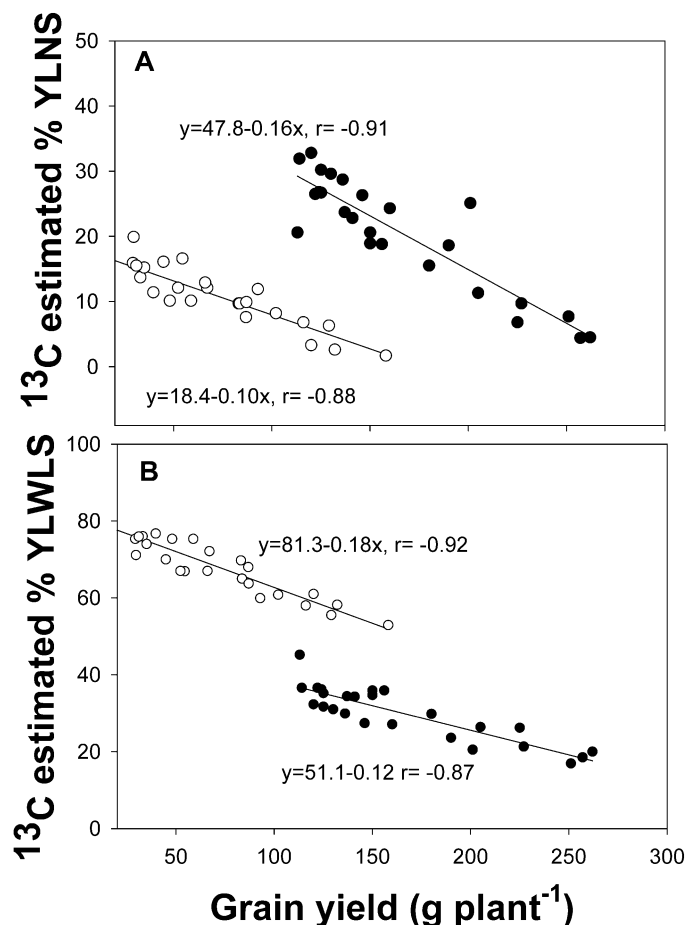 A
50
40
30
20
10
0
13C estimated % YLNS
y=47.8-0.16x, r= -0.91
y=18.4-0.10x, r= -0.88
B
100
80
60
40
20
0
13C estimated % YLWLS
y=81.3-0.18x, r= -0.92
y=51.1-0.12 r= -0.87
50 100 150 200 250 300
Grain yield (g plant-1)